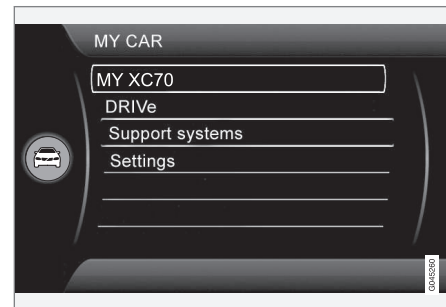 MY CAR
MY XC70
DRIVe
Support systems
Settings
G045260